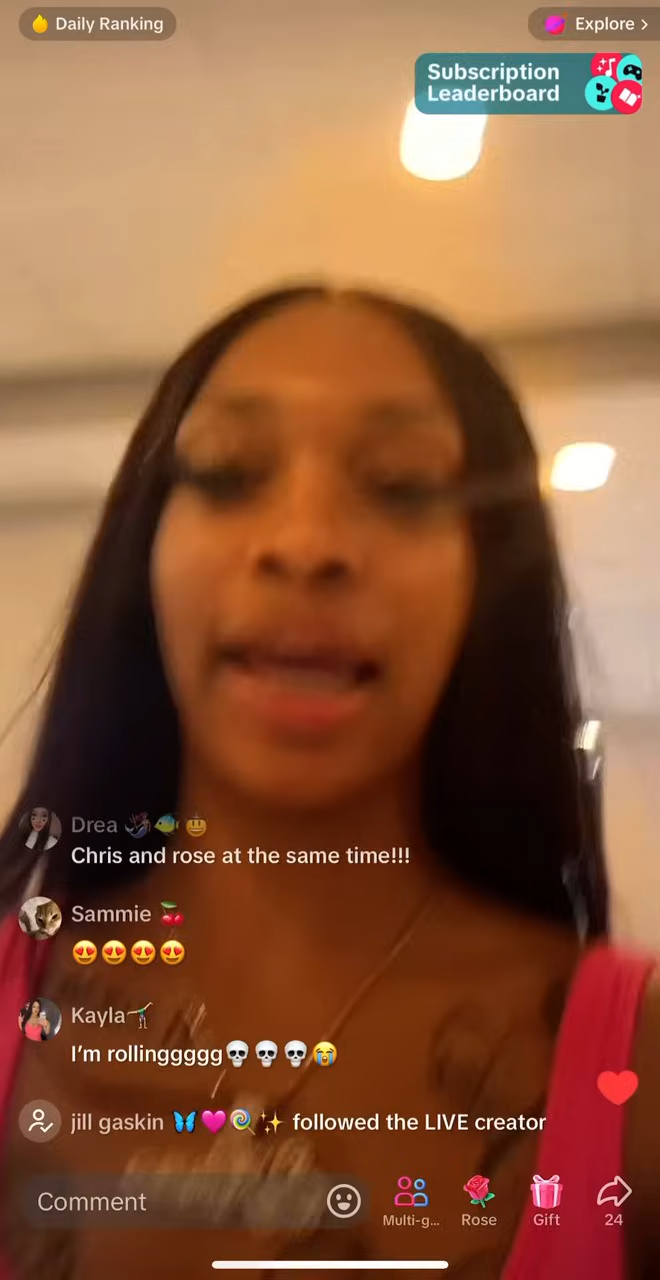 Daily Ranking
Explore >
Subscription
Leaderboard
Drea
Chris and rose at the same time!!!
Sammie 🍒
😍😍😍😍
Kayla
I’m rollinggggg💀💀💀😭
jill gaskin 🦋💗🍭✨ followed the LIVE creator
Comment
Multi-g...
Rose
Gift
24